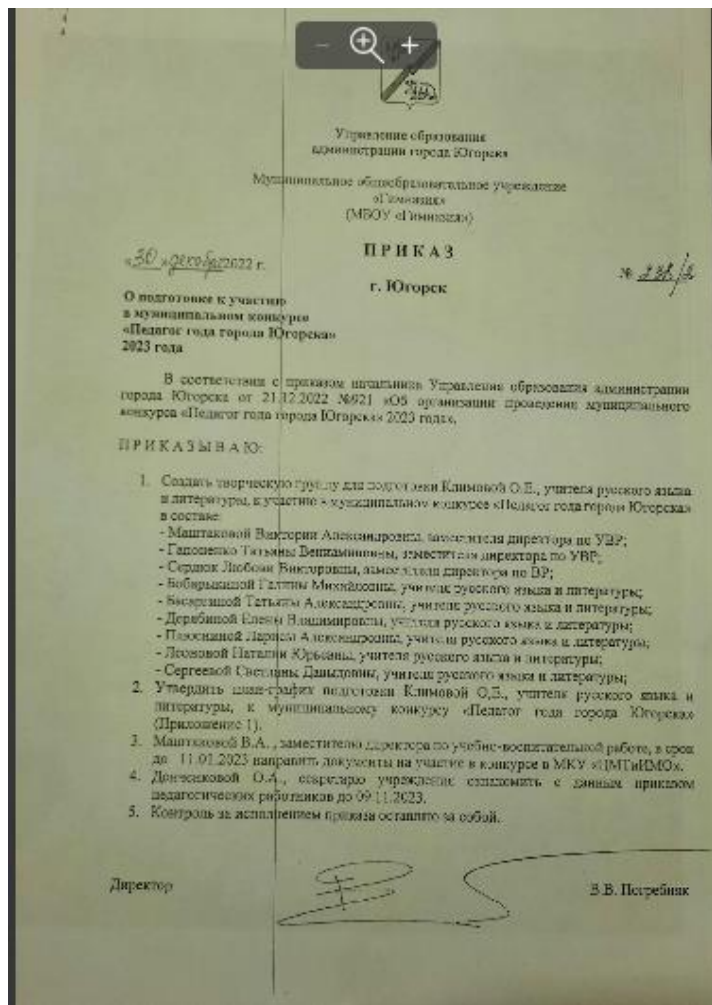 Управление образования
администрации города Югорска
Муниципальное общеобразовательное учреждение
«Гимназия»
(МБОУ «Гимназия»)
ПРИКАЗ
«30» декабря 2022 г.
г. Югорск
О подготовке к участию
в муниципальном конкурсе
«Педагог года города Югорска»
2023 года
В соответствии с приказом начальника Управления образования администрации
города Югорска от 21.12.2022 №921 «Об организации проведения муниципального
конкурса «Педагог года города Югорска» 2023 года»,
ПРИКАЗЫВАЮ:
1. Создать творческую группу для подготовки Климовой О.Е., учителя русского языка
и литературы, к участию в муниципальном конкурсе «Педагог года города Югорска»
в составе:
- Маштаковой Виктории Александровны, заместителя директора по УВР;
- Гапоненко Татьяны Вениаминовны, заместителя директора по УВР;
- Сердюк Любови Викторовны, заместителя директора по ВР;
- Бобарыкиной Галины Михайловны, учителя русского языка и литературы;
- Татьяны Александровны, учителя русского языка и литературы;
- Дерябиной Елены Владимировны, учителя русского языка и литературы;
- Плюсниной Ларисы Александровны, учителя русского языка и литературы;
- Наталии Юрьевны, учителя русского языка и литературы;
- Сергеевой Светланы Давыдовны, учителя русского языка и литературы;
2. Утвердить план-график подготовки Климовой О.Е., учителя русского языка и
литературы, к муниципальному конкурсу «Педагог года города Югорска»
(Приложение 1).
3. Маштаковой В.А., заместителю директора по учебно-воспитательной работе, в срок
до 11.01.2023 направить документы на участие в конкурсе в МКУ «ЦМТиИМО».
4. О.А., секретарю учреждения ознакомить с данным приказом
педагогических работников до 09.11.2023.
5. Контроль за исполнением приказа оставляю за собой.
Директор
В.В. Погребняк